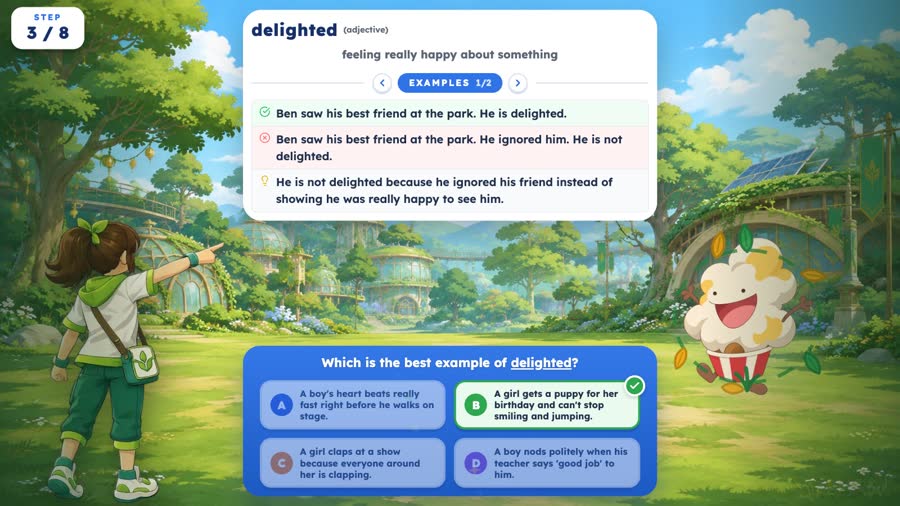 STEP
3 / 8
delighted (adjective)
feeling really happy about something
EXAMPLES 1/2
Ben saw his best friend at the park. He is delighted.
Ben saw his best friend at the park. He ignored him. He is not
delighted.
He is not delighted because he ignored his friend instead of
showing he was really happy to see him.
Which is the best example of delighted?
A
A boy's heart beats really
fast right before he walks on
stage.
B
A girl gets a puppy for her
birthday and can't stop
smiling and jumping.
C
A girl claps at a show
because everyone around
her is clapping.
D
A boy nods politely when his
teacher says 'good job' to
him.